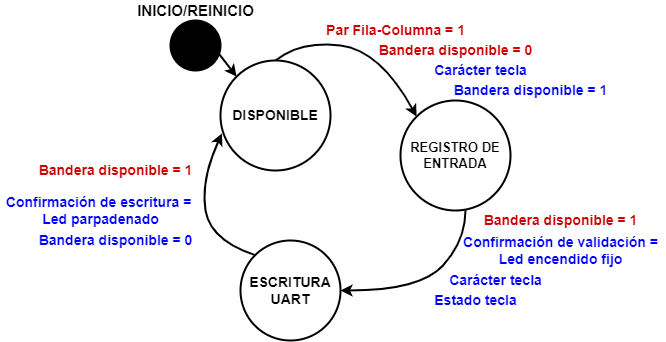 INICIO/REINICIO
Par Fila-Columna = 1
Bandera disponible = 0
Carácter tecla
Bandera disponible = 1
DISPONIBLE
REGISTRO DE
ENTRADA
Bandera disponible = 1
Confirmación de escritura =
Led parpadenado
Bandera disponible = 0
Bandera disponible = 1
Confirmación de validación =
Led encendido fijo
Carácter tecla
Estado tecla
ESCRITURA
UART